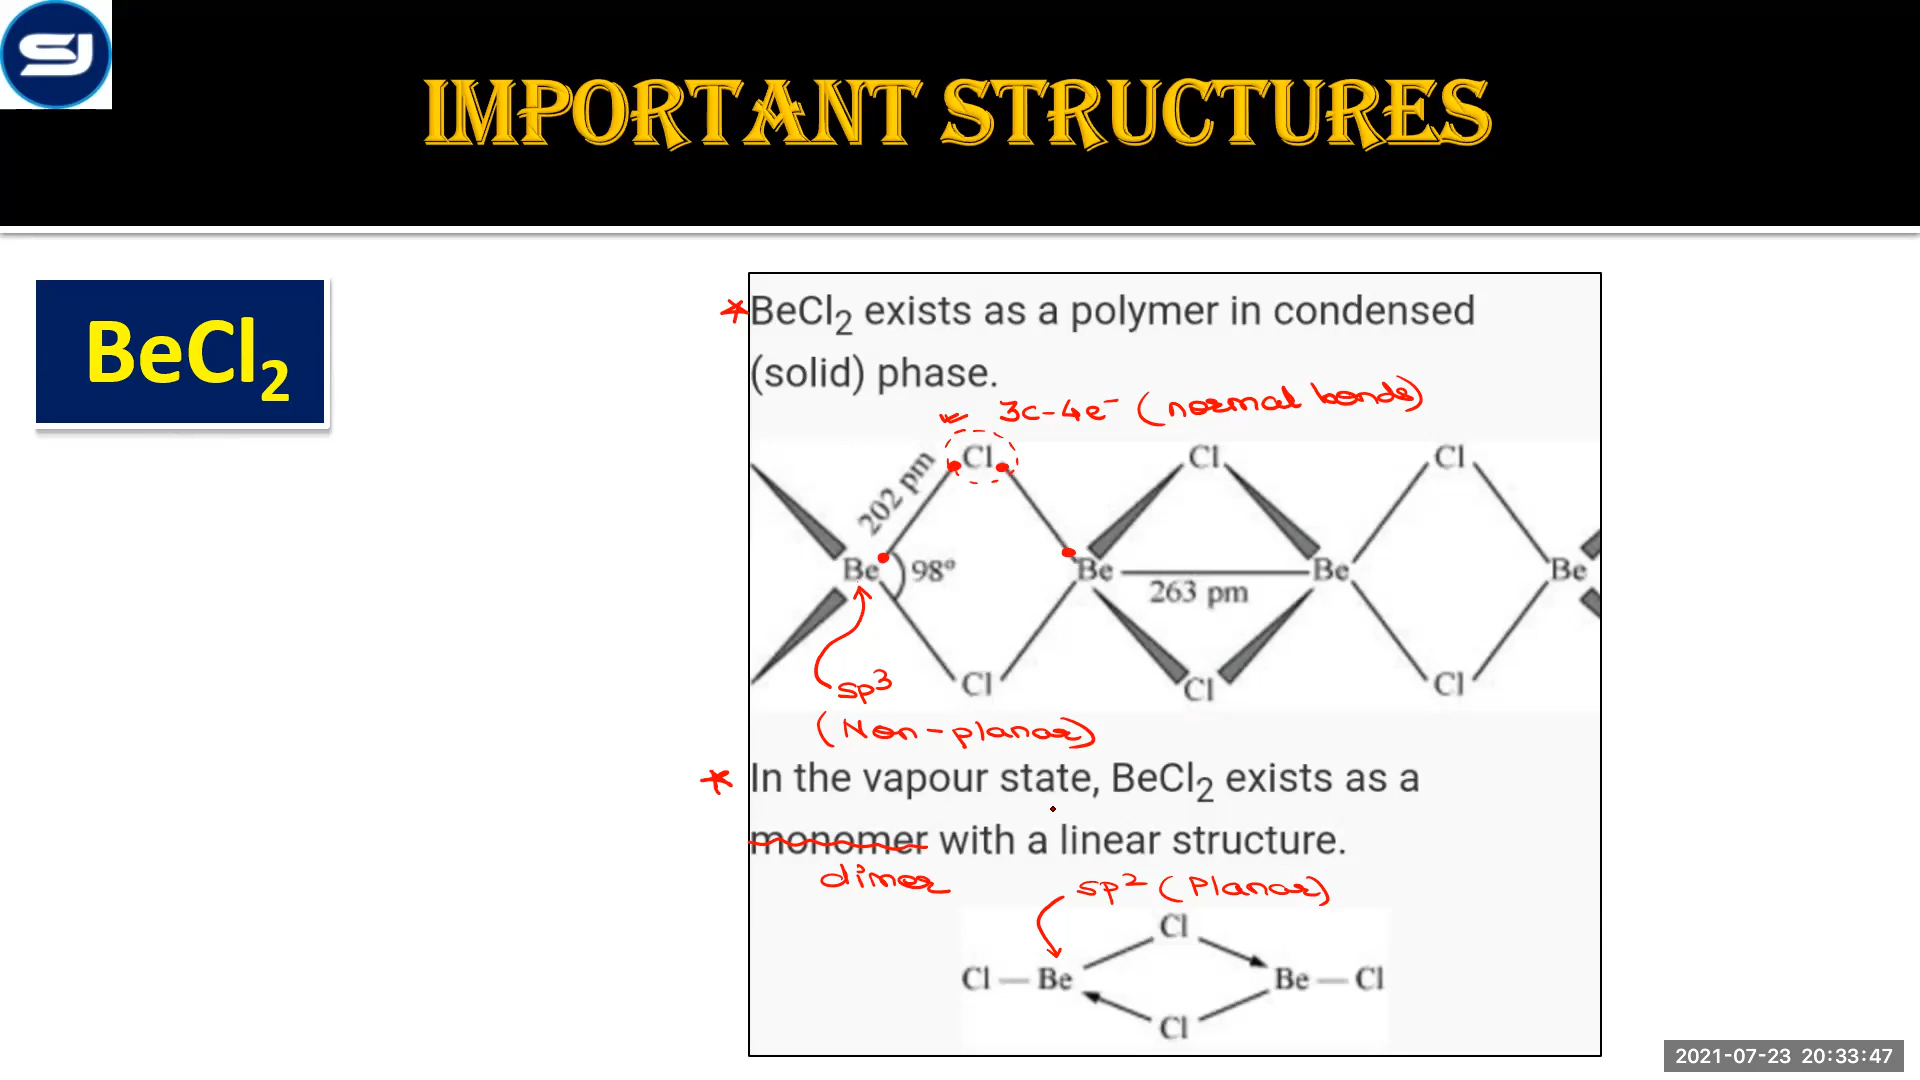 SJ
IMPORTANT STRUCTURES
BeCl2
BeCl2 exists as a polymer in condensed
(solid) phase.
3c-4e⁻ (normal bonds)
Cl Cl Cl
202 pm
Be 98° Be Be Be
263 pm
Cl Cl Cl
sp³
(Non-planar)
In the vapour state, BeCl2 exists as a
monomer with a linear structure.
dimer
sp² (Planar)
Cl
Cl — Be Be — Cl
Cl
2021-07-23 20:33:47